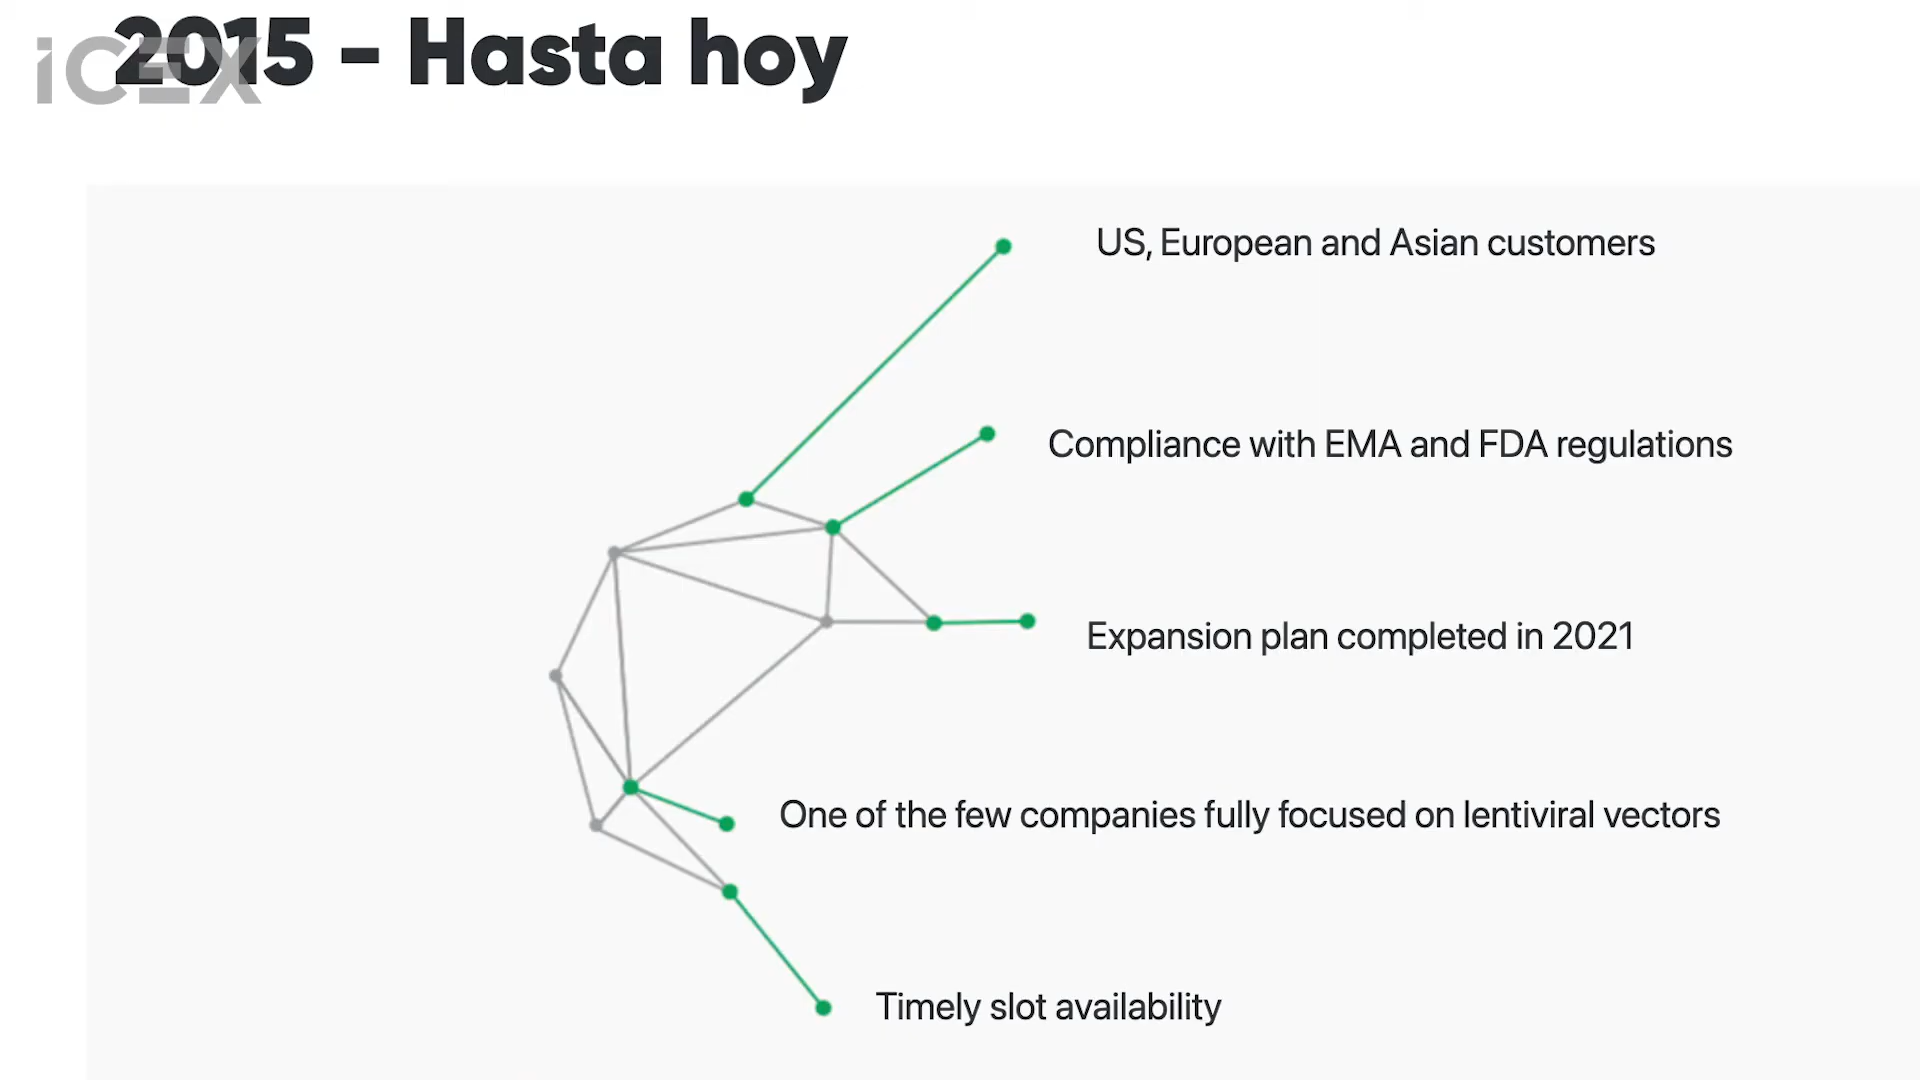 iCEX
2015 - Hasta hoy
US, European and Asian customers
Compliance with EMA and FDA regulations
Expansion plan completed in 2021
One of the few companies fully focused on lentiviral vectors
Timely slot availability